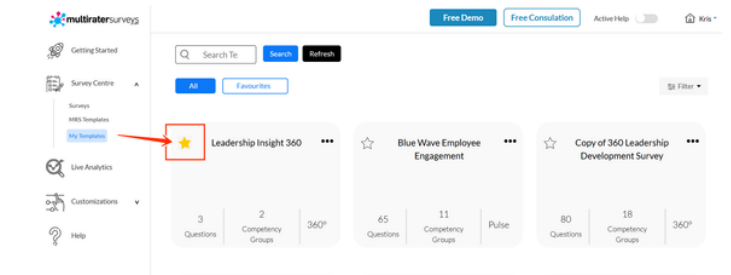 multiratersurveys
Free Demo
Free Consulation
Active Help
Kris
Getting Started
Search Te
Search
Refresh
Survey Centre
All
Favourites
Filter
Surveys
MRS Templates
My Templates
Leadership Insight 360
Blue Wave Employee
Engagement
Copy of 360 Leadership
Development Survey
Live Analytics
Customizations
Help
3
Questions
2
Competency
Groups
360°
65
Questions
11
Competency
Groups
Pulse
80
Questions
18
Competency
Groups
360°